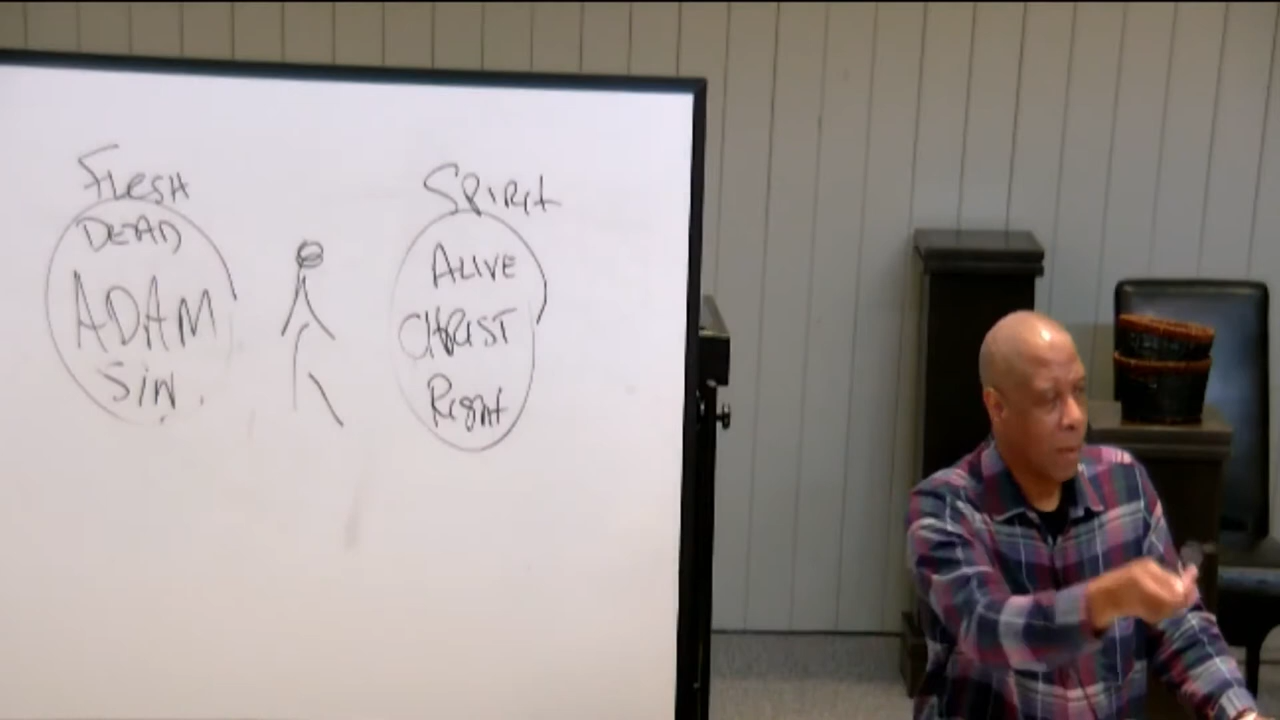 FLESH
DEAD
ADAM
SIN.
SPIRIT
ALIVE
CHRIST
Right